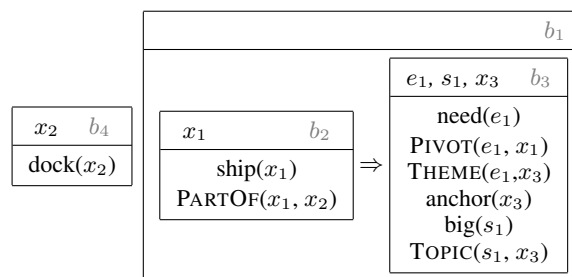 b₁
x₂ b₄
dock(x₂)
x₁ b₂
ship(x₁)
PARTOF(x₁, x₂)
⇒
e₁, s₁, x₃ b₃
need(e₁)
PIVOT(e₁, x₁)
THEME(e₁,x₃)
anchor(x₃)
big(s₁)
TOPIC(s₁, x₃)